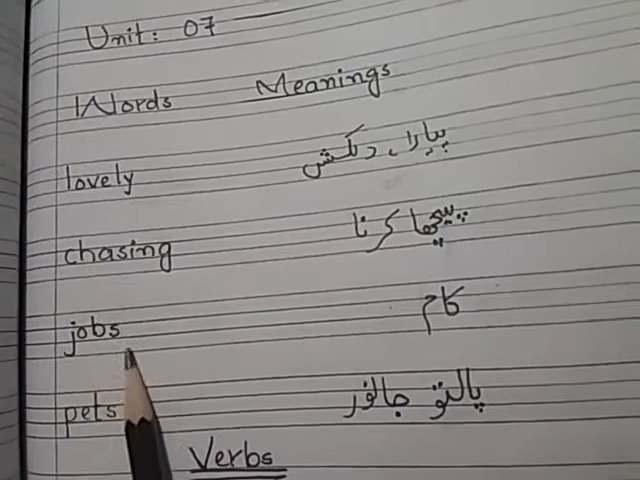 Unit: 07
Words Meanings
lovely پیارا، دلکش
chasing پیچھا کرنا
jobs کام
pets پالتو جانور
Verbs